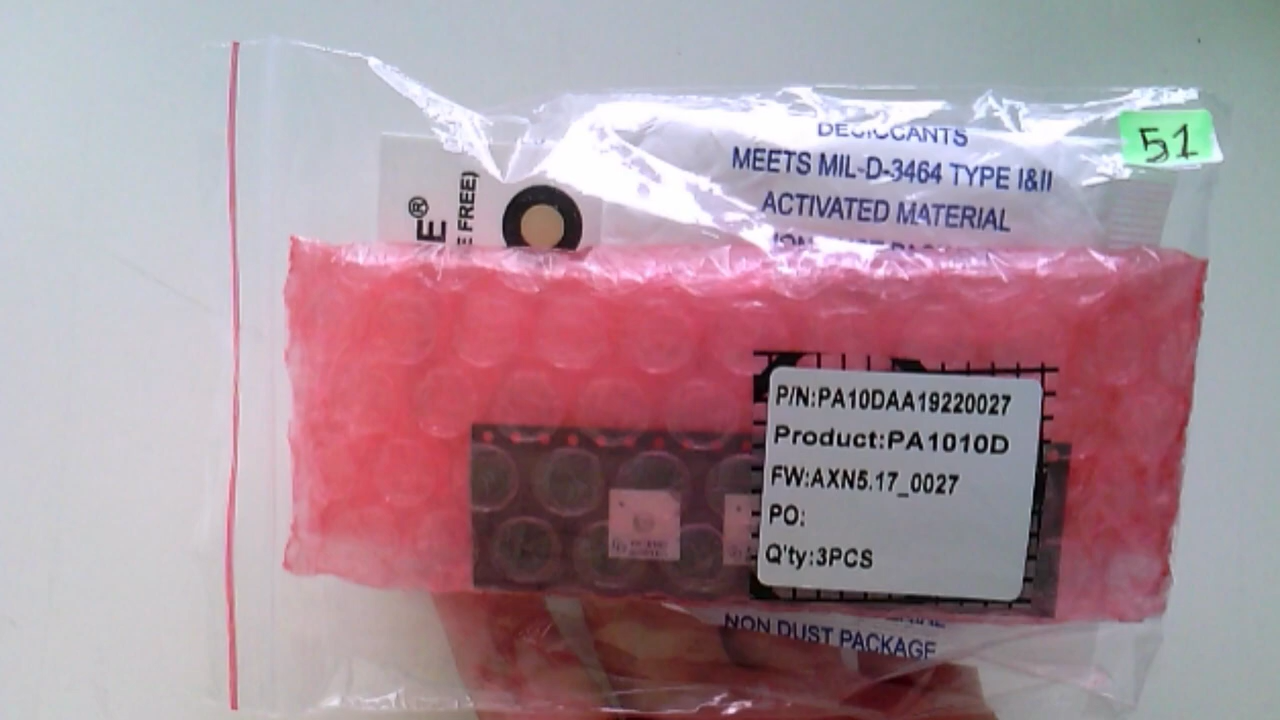 51
MEETS MIL-D-3464 TYPE I&II
ACTIVATED MATERIAL
E®
E FREE)
P/N:PA10DAA19220027
Product:PA1010D
FW:AXN5.17_0027
PO:
Q'ty:3PCS
NON DUST PACKAGE